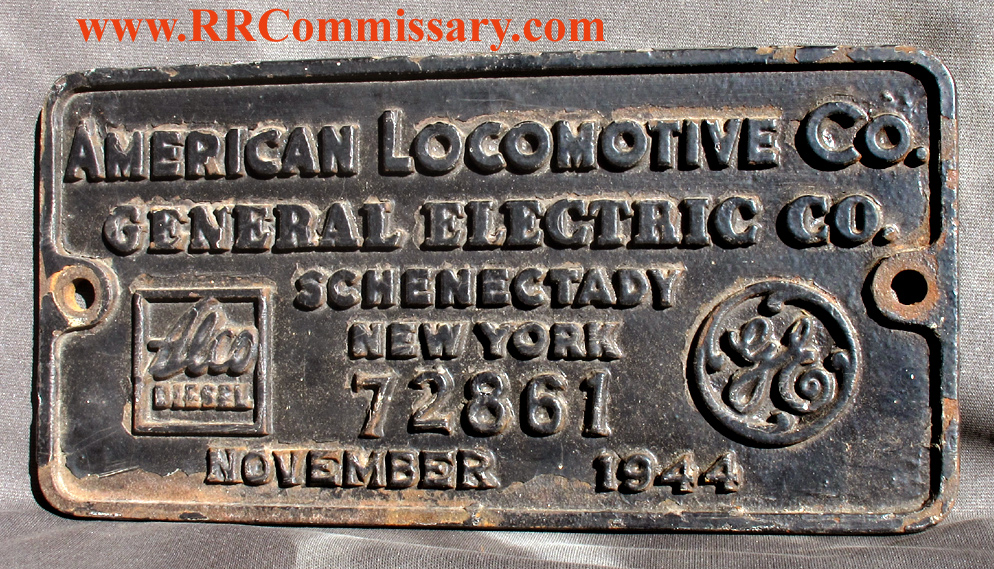 www.RRCommissary.com
AMERICAN LOCOMOTIVE CO.
GENERAL ELECTRIC CO.
SCHENECTADY
NEW YORK
Alco
DIESEL
72861
GE
NOVEMBER 1944